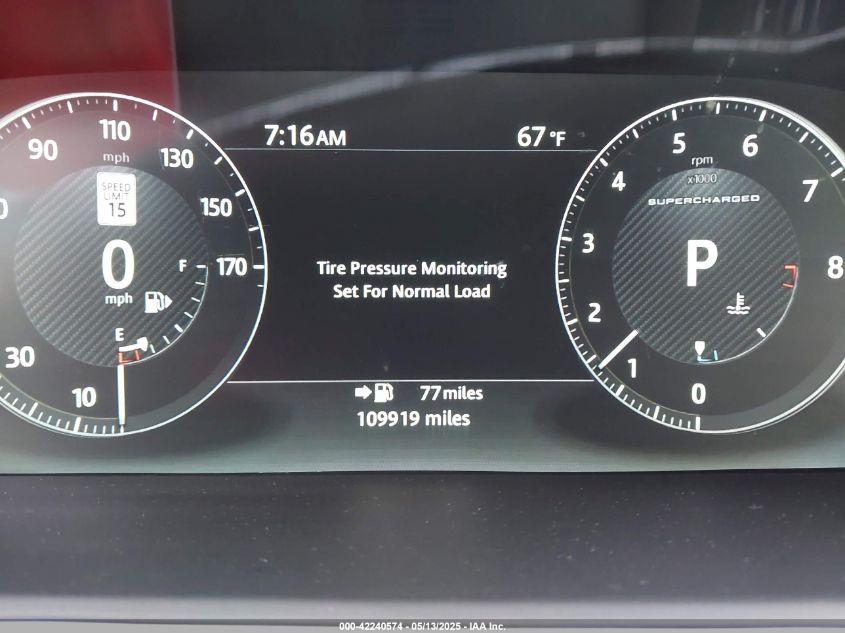 7:16 AM
67 °F
90
110
130
150
170
mph
SPEED
LIMIT
15
0
mph
F
E
30
10
Tire Pressure Monitoring
Set For Normal Load
77 miles
109919 miles
5
6
7
8
4
3
2
1
0
rpm
x1000
SUPERCHARGED
P
000-42240574 - 05/13/2025 - IAA Inc.